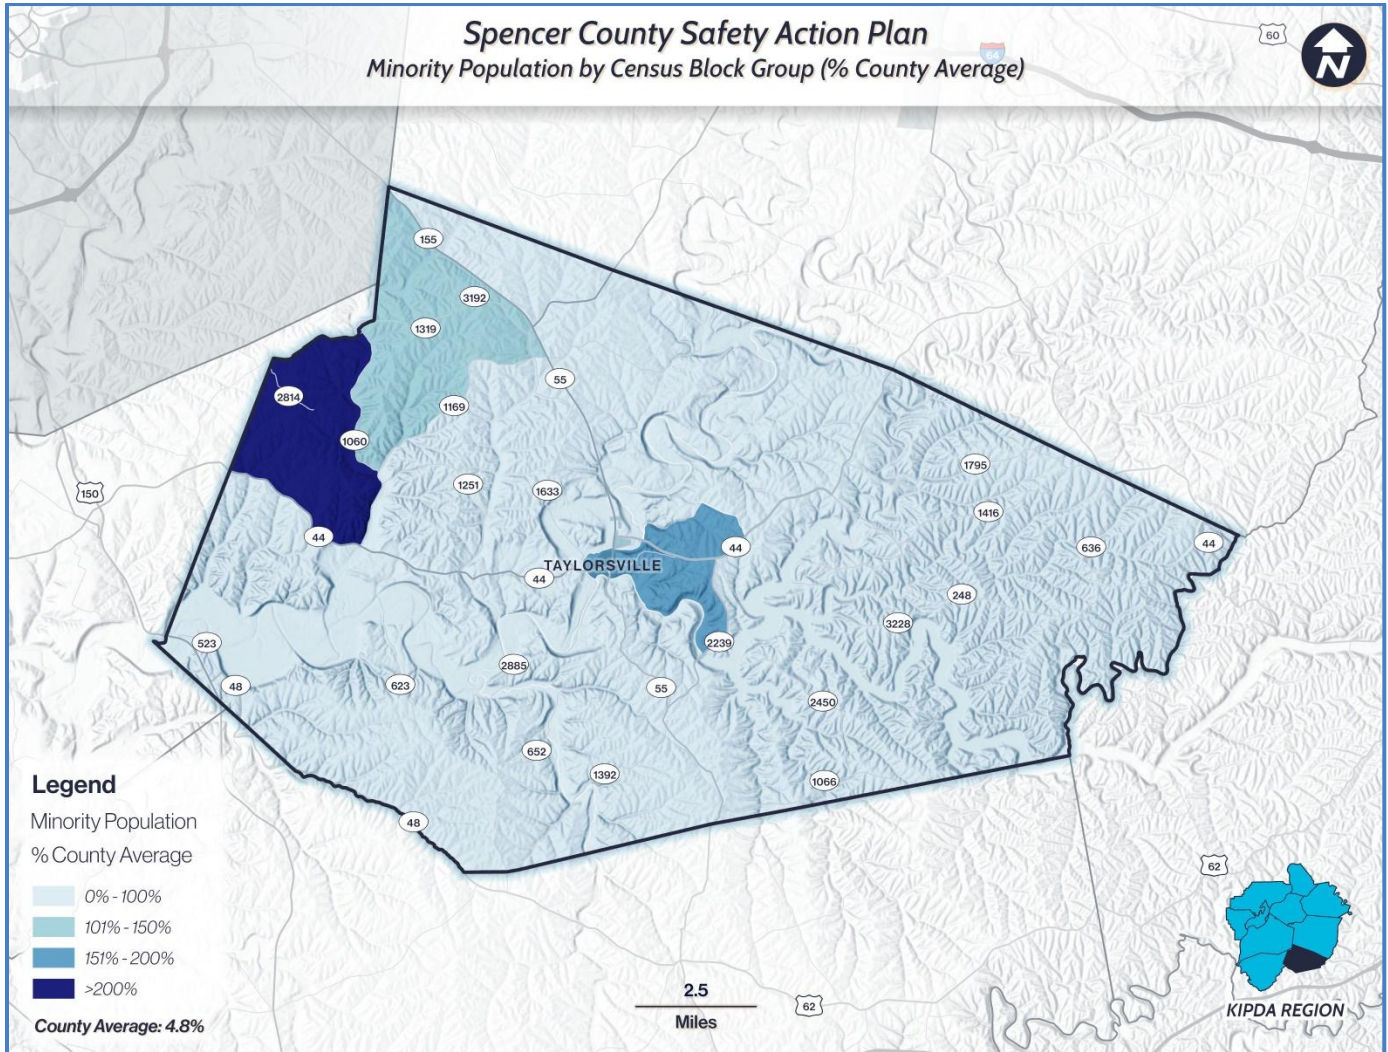 Spencer County Safety Action Plan
Minority Population by Census Block Group (% County Average)
60
64
N
155
3192
1319
55
2814
1169
1060
1795
150
1251
1633
1416
44
44
636
44
TAYLORSVILLE
44
248
3228
523
2239
2885
48
623
55
2450
652
1392
1066
48
62
Legend
Minority Population
% County Average
0% - 100%
101% - 150%
151% - 200%
>200%
County Average: 4.8%
2.5
Miles
62
KIPDA REGION